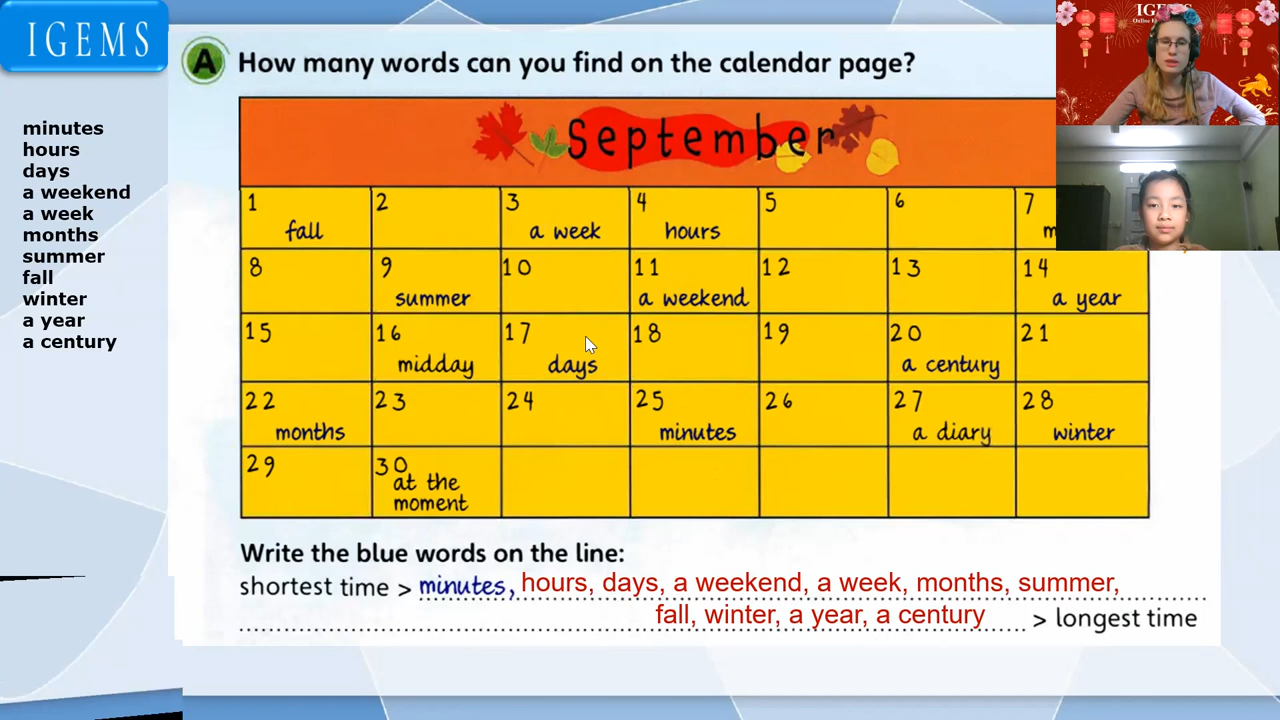 IGEMS
minutes
hours
days
a weekend
a week
months
summer
fall
winter
a year
a century
A How many words can you find on the calendar page?
September
1 fall
2
3 a week
4 hours
5
6
7
8
9 summer
10
11 a weekend
12
13
14 a year
15
16 midday
17 days
18
19
20 a century
21
22 months
23
24
25 minutes
26
27 a diary
28 winter
29
30 at the
moment
Write the blue words on the line:
shortest time > minutes, hours, days, a weekend, a week, months, summer,
fall, winter, a year, a century > longest time